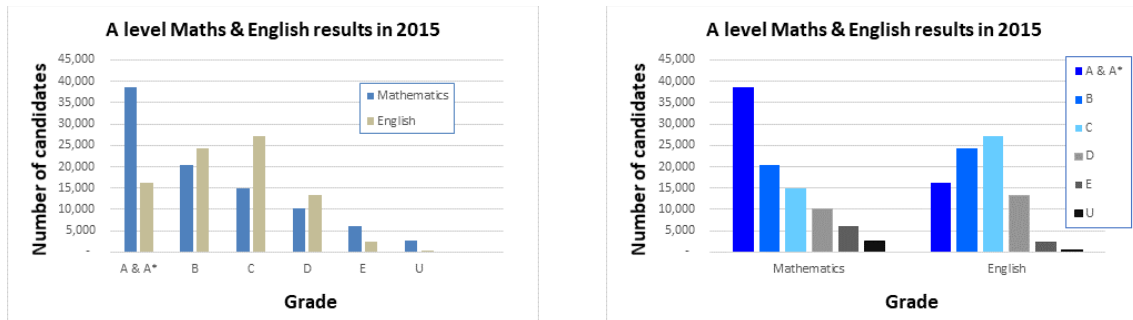 A level Maths & English results in 2015
Number of candidates
45,000
40,000
35,000
30,000
25,000
20,000
15,000
10,000
5,000
-
Mathematics
English
A & A* B C D E U
Grade
A level Maths & English results in 2015
Number of candidates
45,000
40,000
35,000
30,000
25,000
20,000
15,000
10,000
5,000
-
A & A*
B
C
D
E
U
Mathematics English
Grade